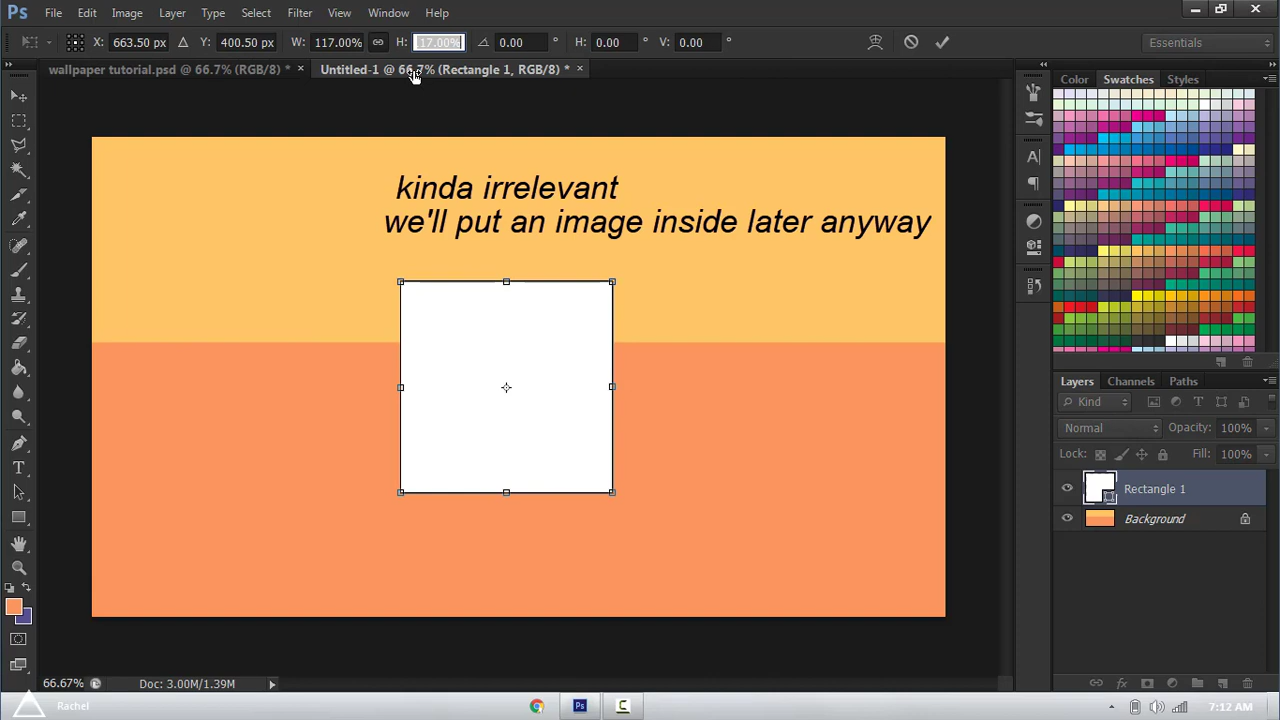 Ps File Edit Image Layer Type Select Filter View Window Help
X: 663.50 px Y: 400.50 px W: 117.00% H: 17.00% 0.00 ° H: 0.00 ° V: 0.00 ° Essentials
wallpaper tutorial.psd @ 66.7% (RGB/8) * × Untitled-1 @ 66.7% (Rectangle 1, RGB/8) * ×
Color Swatches Styles
kinda irrelevant
we'll put an image inside later anyway
Layers Channels Paths
Kind
Normal Opacity: 100%
Lock: Fill: 100%
Rectangle 1
Background
66.67% Doc: 3.00M/1.39M
Rachel Ps C 7:12 AM